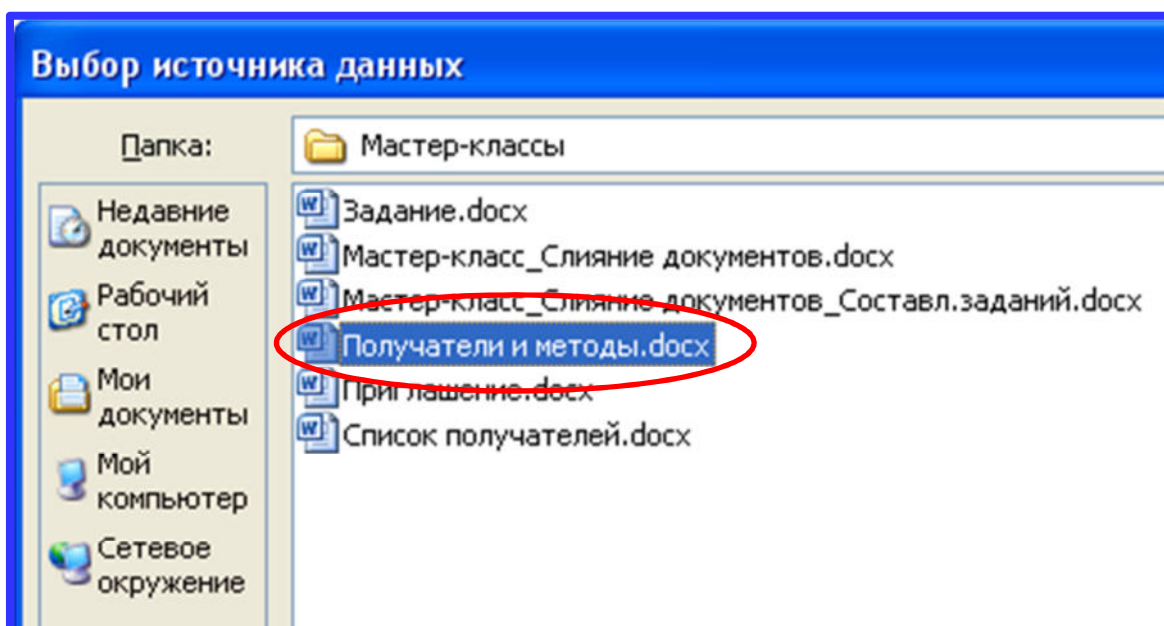 Выбор источника данных
Папка:
Мастер-классы
Недавние
документы
Рабочий
стол
Мои
документы
Мой
компьютер
Сетевое
окружение
Задание.docx
Мастер-класс_Слияние документов.docx
Мастер-класс_Слияние документов_Составл.заданий.docx
Получатели и методы.docx
Приглашение.docx
Список получателей.docx